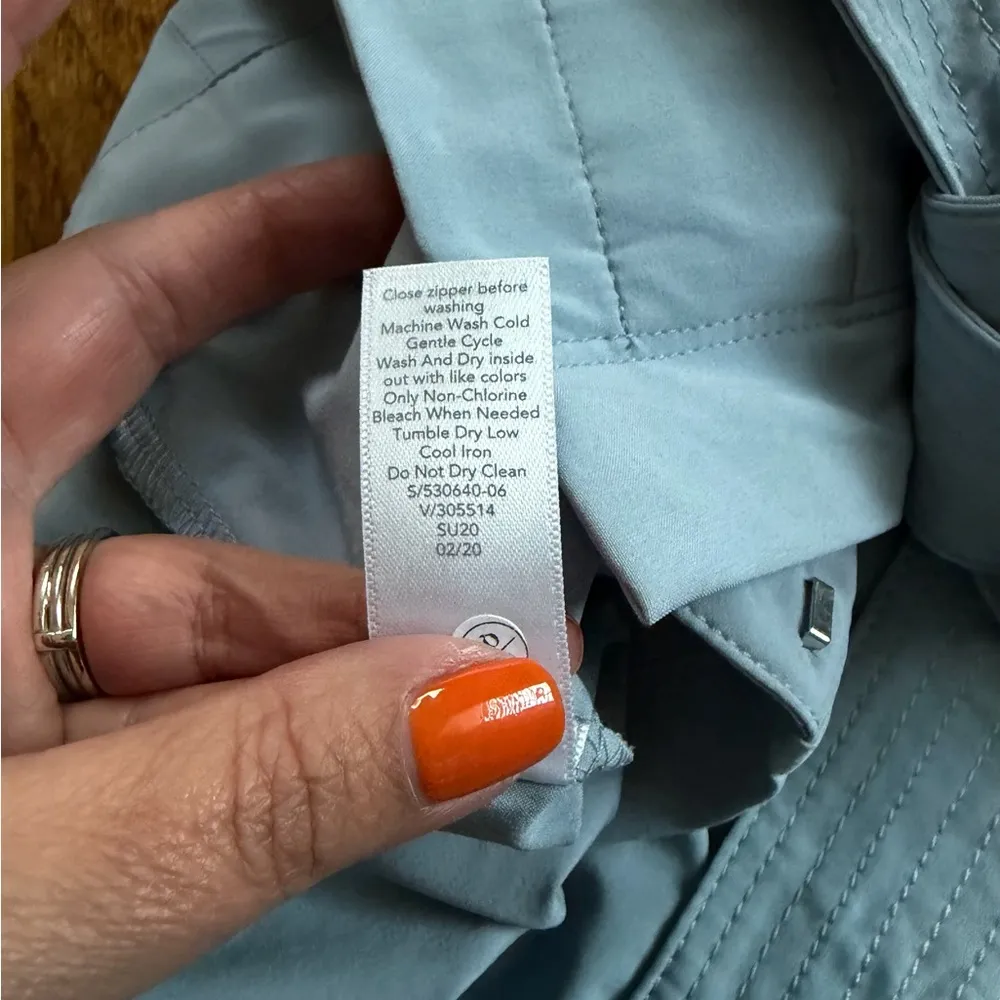 Close zipper before
washing
Machine Wash Cold
Gentle Cycle
Wash And Dry inside
out with like colors
Only Non-Chlorine
Bleach When Needed
Tumble Dry Low
Cool Iron
Do Not Dry Clean
S/530640-06
V/305514
SU20
02/20